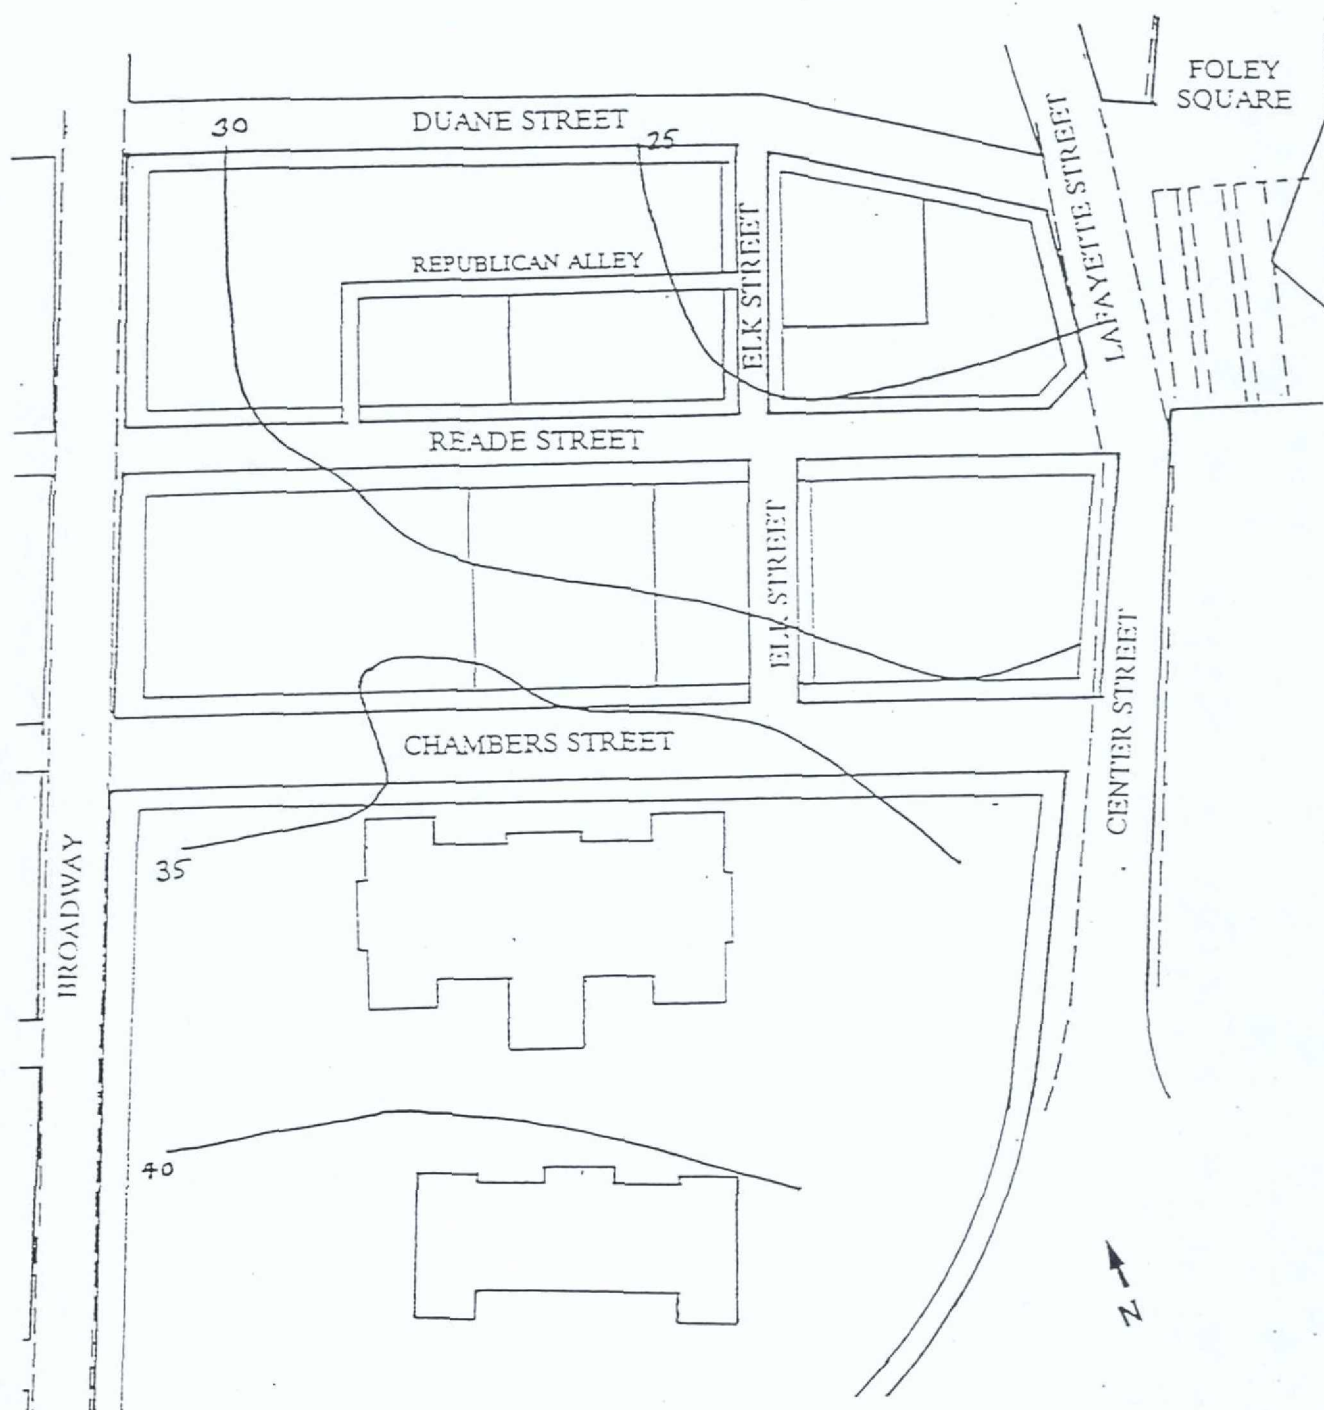 FOLEY
SQUARE
30
DUANE STREET
25
LAFAYETTE STREET
ELK STREET
REPUBLICAN ALLEY
READE STREET
ELK STREET
CHAMBERS STREET
CENTER STREET
35
BROADWAY
40
N